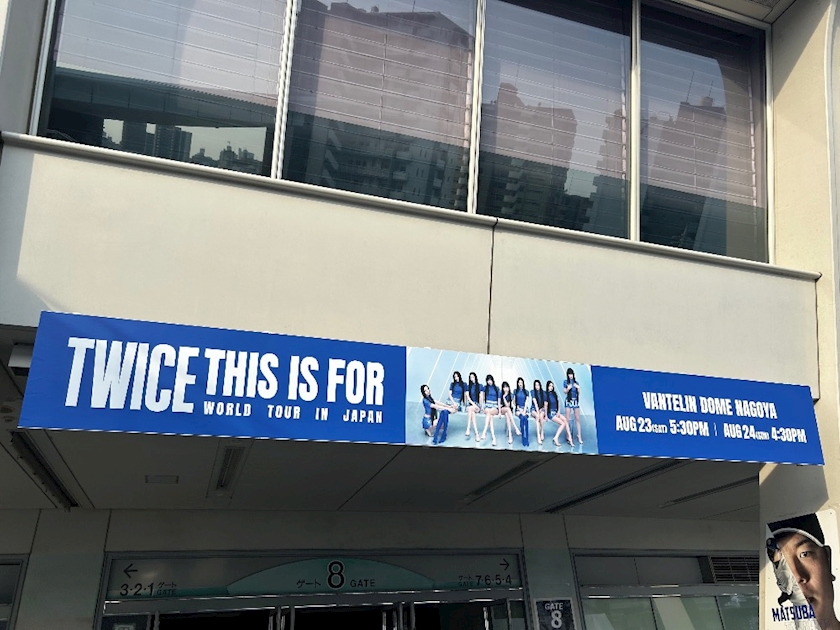 TWICE THIS IS FOR
WORLD TOUR IN JAPAN
VANTELIN DOME NAGOYA
AUG 23(SAT) 5:30PM | AUG 24(SUN) 4:30PM
← 3·2·1 ゲート GATE
ゲート 8 GATE
ゲート GATE 7·6·5·4 →
GATE
8
MATSUBA